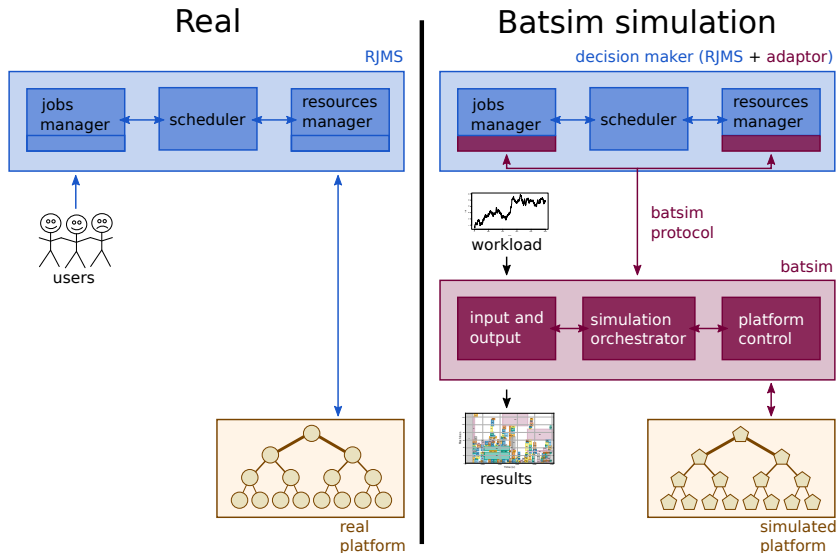 Real
RJMS
jobs
manager
scheduler
resources
manager
users
real
platform
Batsim simulation
decision maker (RJMS + adaptor)
jobs
manager
scheduler
resources
manager
workload
batsim
protocol
batsim
input and
output
simulation
orchestrator
platform
control
results
simulated
platform